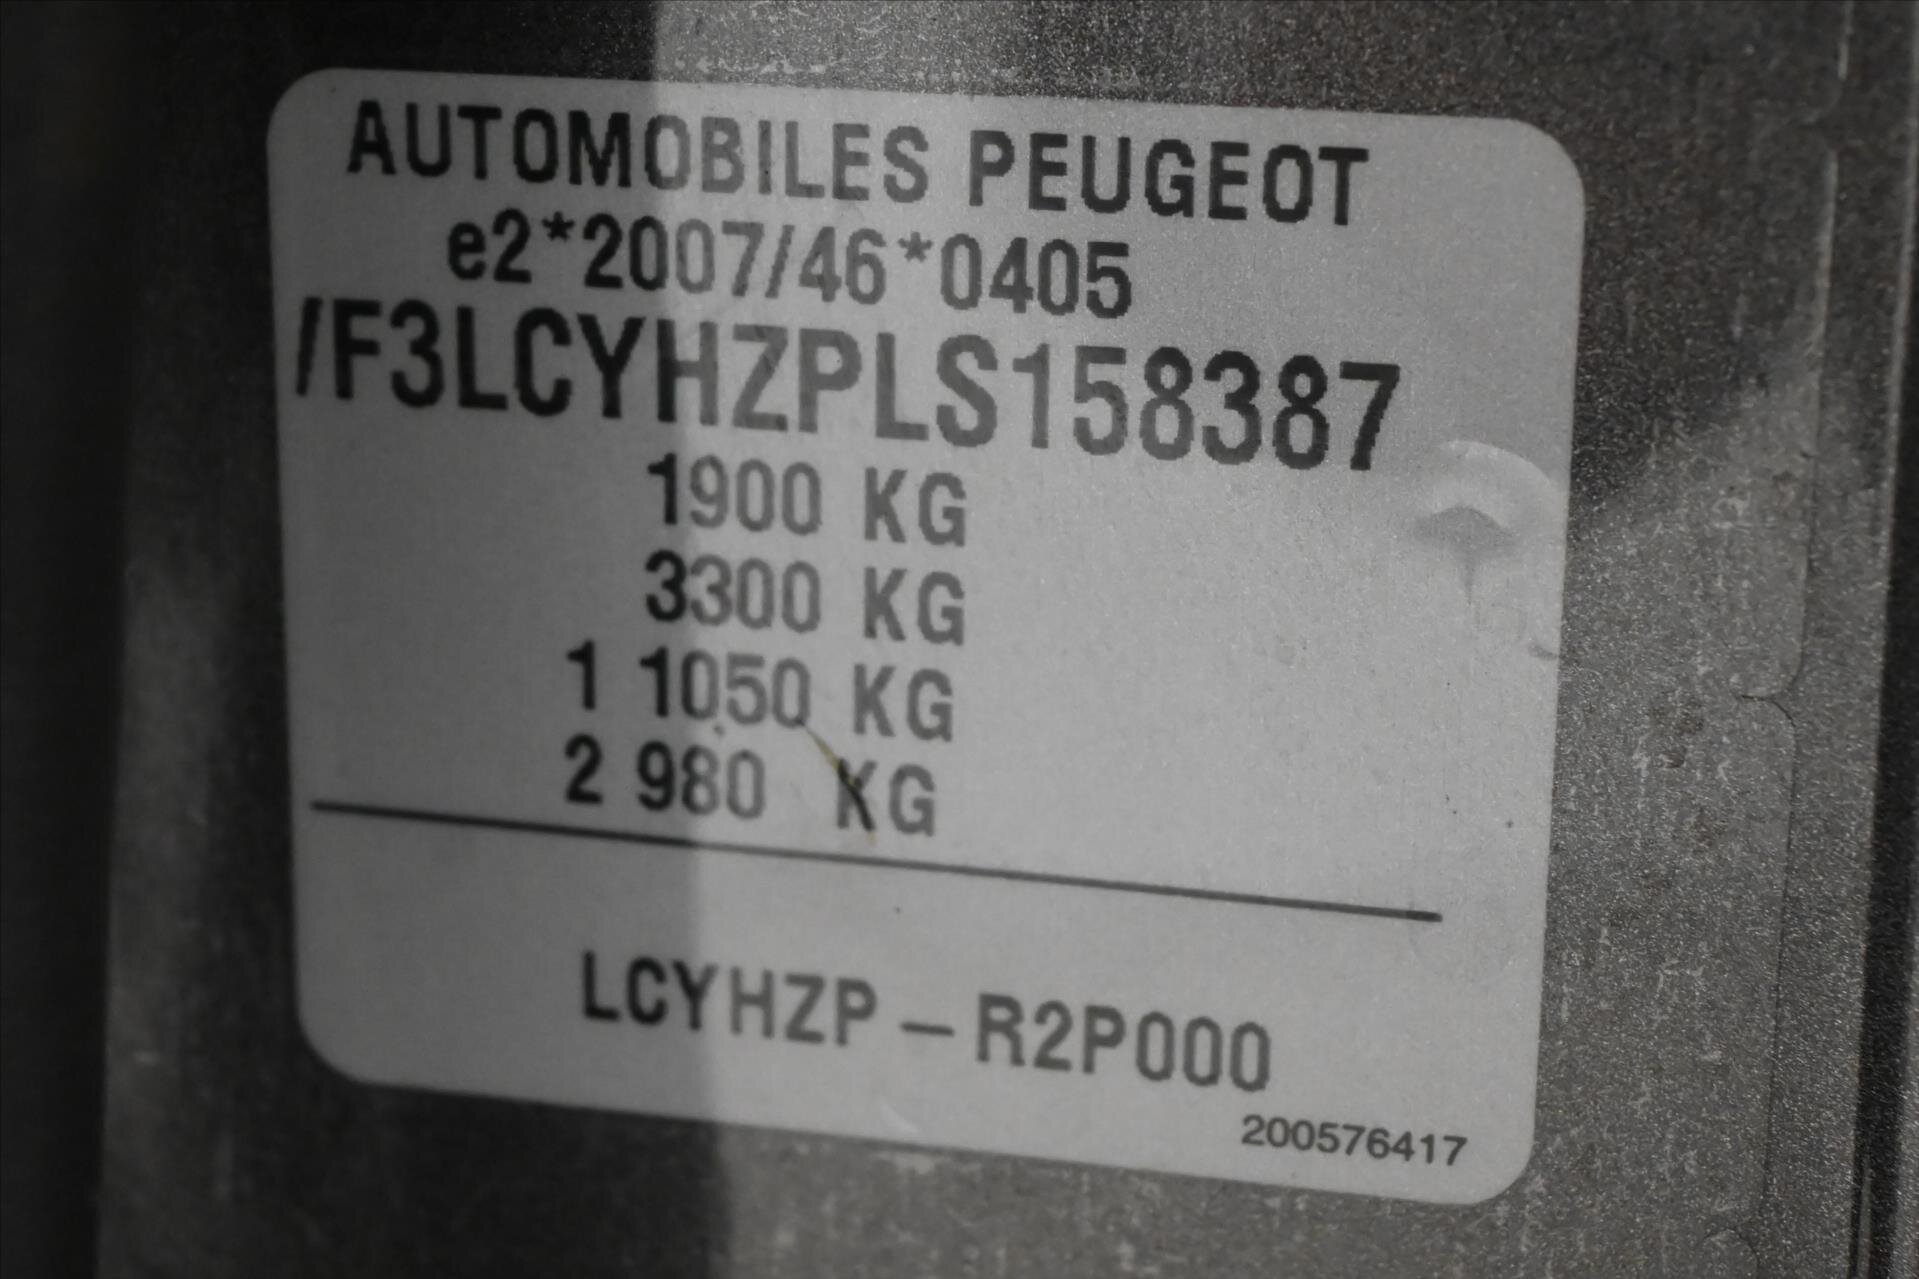 AUTOMOBILES PEUGEOT
e2*2007/46*0405
/F3LCYHZPLS158387
1900 KG
3300 KG
1 1050 KG
2 980 KG
LCYHZP – R2P000
200576417